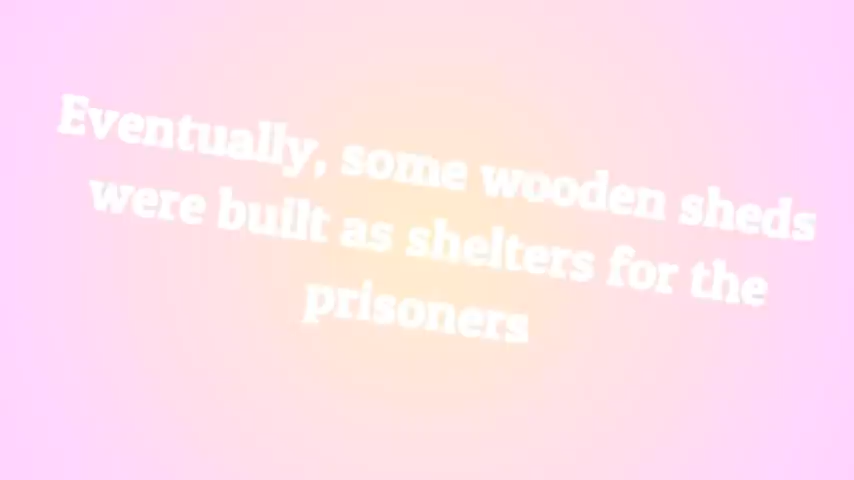 Eventually, some wooden sheds
were built as shelters for the
prisoners